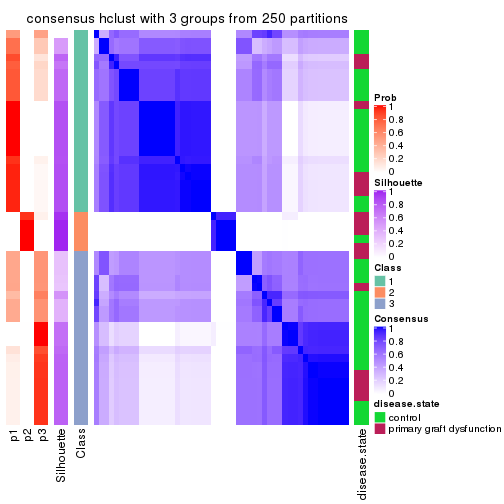 consensus hclust with 3 groups from 250 partitions
Prob
1
0.8
0.6
0.4
0.2
0
Silhouette
1
0.8
0.6
0.4
0.2
0
Class
1
2
3
Consensus
1
0.8
0.6
0.4
0.2
0
disease.state
control
primary graft dysfunction
p1
p2
p3
Silhouette
Class
disease.state